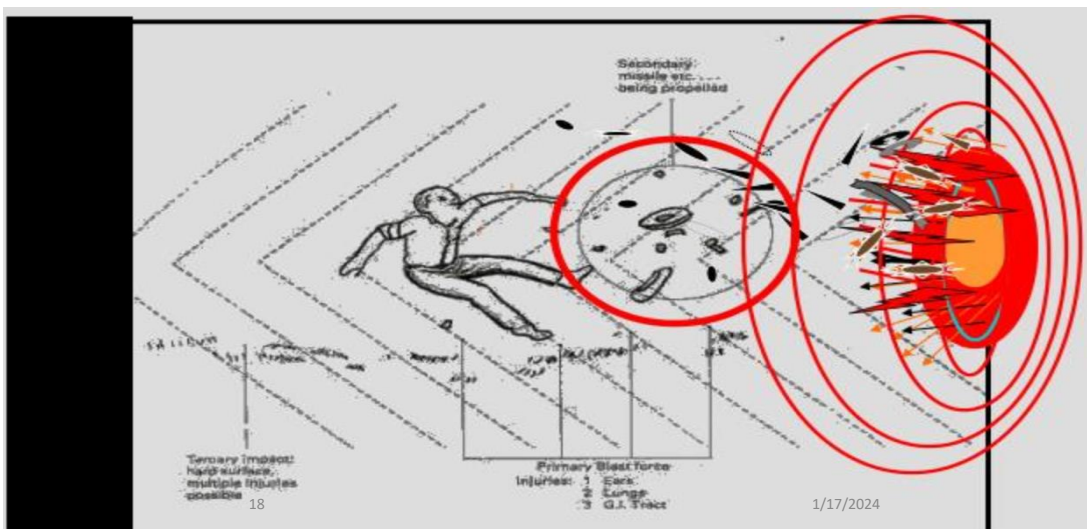 Secondary
missile etc.
being propelled
Tertiary impact:
hard surface,
multiple injuries
possible
Primary Blast force
Injuries: 1 Ears
2 Lungs
3 G.I. Tract
18
1/17/2024